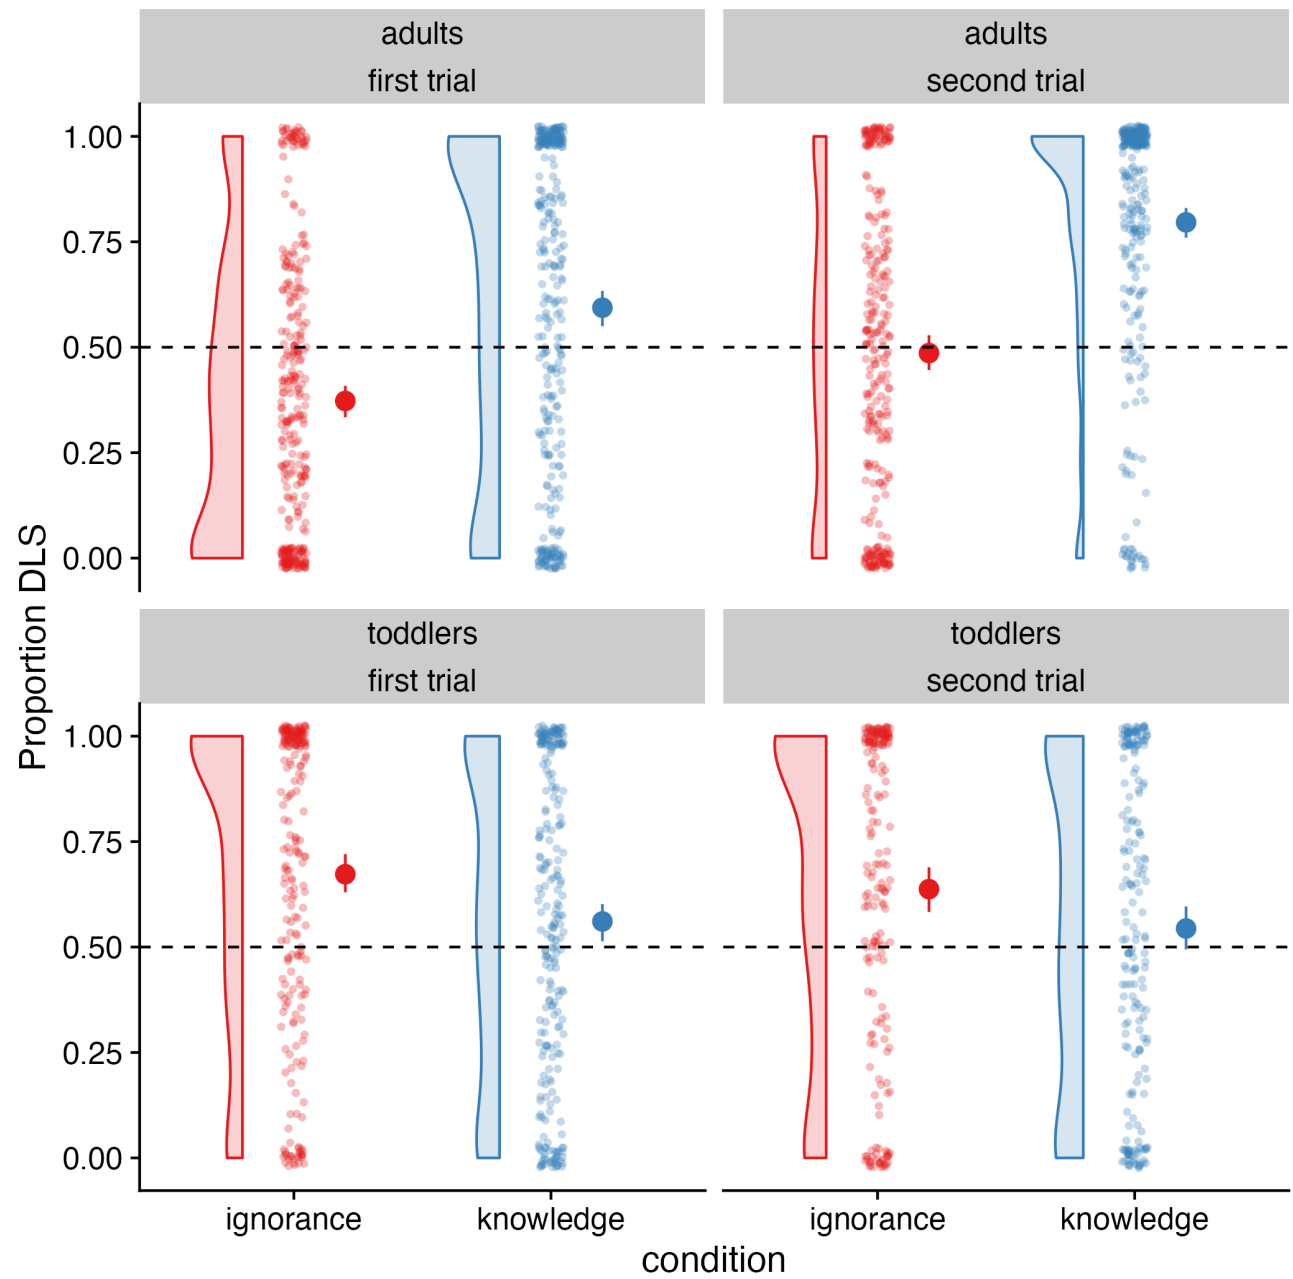 adults
first trial
adults
second trial
1.00
0.75
0.50
0.25
0.00
toddlers
first trial
toddlers
second trial
1.00
0.75
0.50
0.25
0.00
Proportion DLS
ignorance
knowledge
ignorance
knowledge
condition